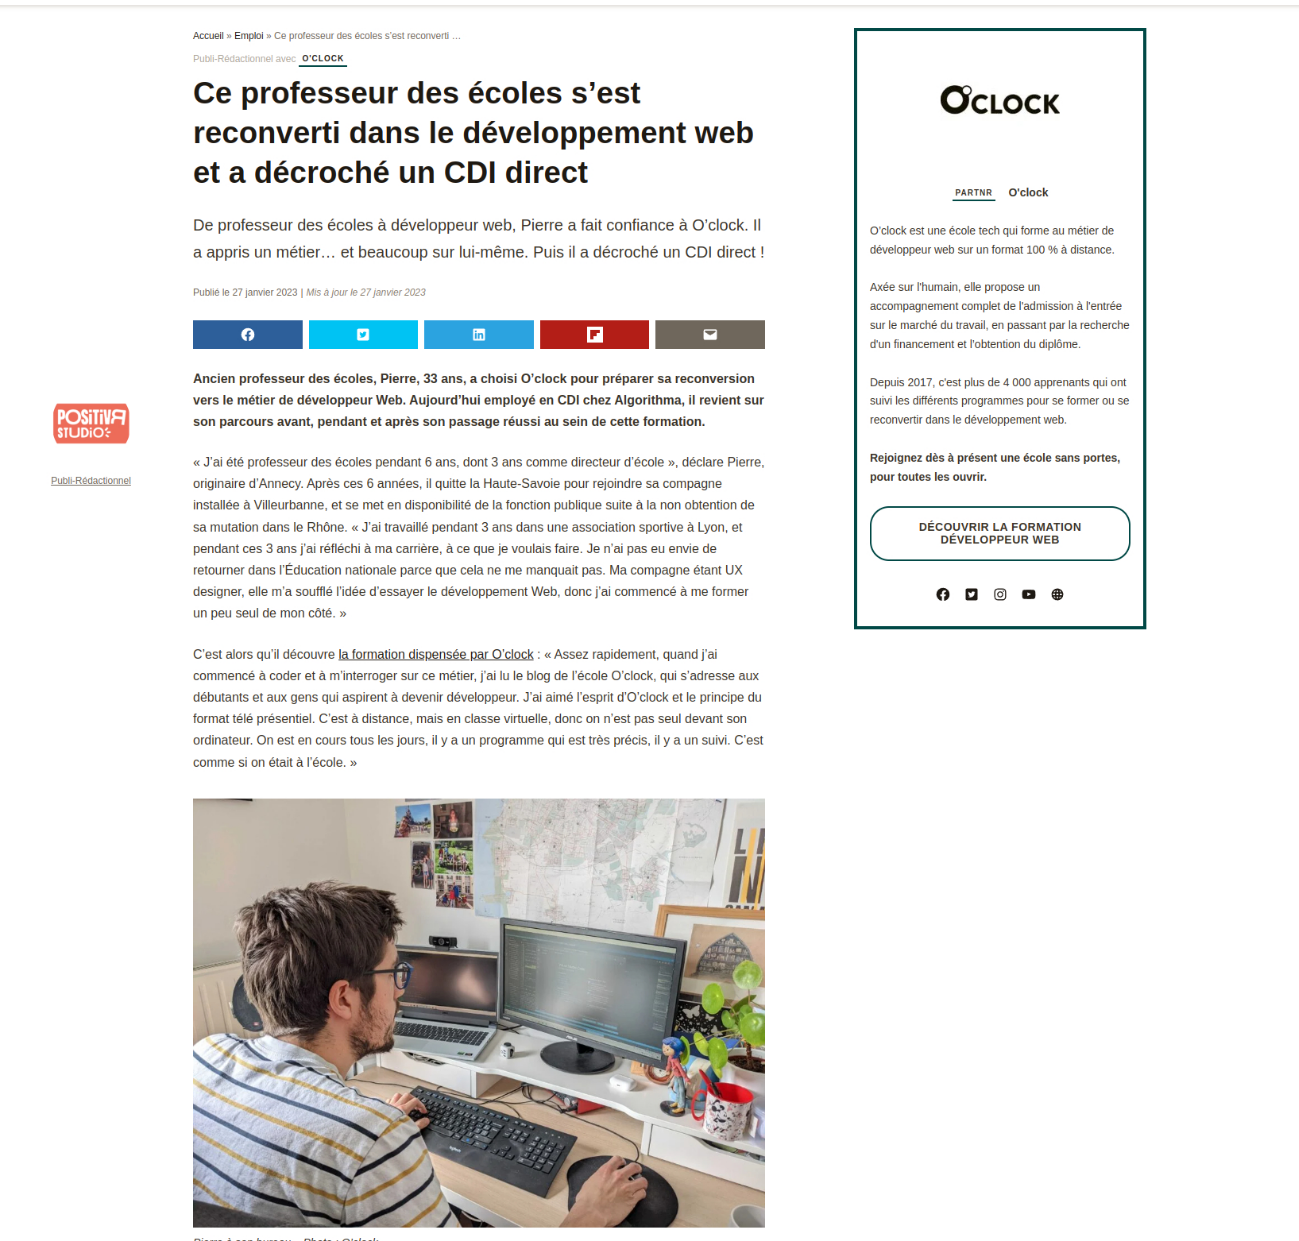 Accueil » Emploi » Ce professeur des écoles s'est reconverti …
Publi-Rédactionnel avec O'CLOCK
Ce professeur des écoles s’est
reconverti dans le développement web
et a décroché un CDI direct
De professeur des écoles à développeur web, Pierre a fait confiance à O’clock. Il
a appris un métier… et beaucoup sur lui-même. Puis il a décroché un CDI direct !
Publié le 27 janvier 2023 | Mis à jour le 27 janvier 2023
Ancien professeur des écoles, Pierre, 33 ans, a choisi O’clock pour préparer sa reconversion
vers le métier de développeur Web. Aujourd’hui employé en CDI chez Algorithma, il revient sur
son parcours avant, pendant et après son passage réussi au sein de cette formation.
POSITIVR
STUDIO
Publi-Rédactionnel
« J’ai été professeur des écoles pendant 6 ans, dont 3 ans comme directeur d’école », déclare Pierre,
originaire d’Annecy. Après ces 6 années, il quitte la Haute-Savoie pour rejoindre sa compagne
installée à Villeurbanne, et se met en disponibilité de la fonction publique suite à la non obtention de
sa mutation dans le Rhône. « J’ai travaillé pendant 3 ans dans une association sportive à Lyon, et
pendant ces 3 ans j’ai réfléchi à ma carrière, à ce que je voulais faire. Je n’ai pas eu envie de
retourner dans l’Éducation nationale parce que cela ne me manquait pas. Ma compagne étant UX
designer, elle m’a soufflé l’idée d’essayer le développement Web, donc j’ai commencé à me former
un peu seul de mon côté. »
C’est alors qu’il découvre la formation dispensée par O’clock : « Assez rapidement, quand j’ai
commencé à coder et à m’interroger sur ce métier, j’ai lu le blog de l’école O’clock, qui s’adresse aux
débutants et aux gens qui aspirent à devenir développeur. J’ai aimé l’esprit d’O’clock et le principe du
format télé présentiel. C’est à distance, mais en classe virtuelle, donc on n’est pas seul devant son
ordinateur. On est en cours tous les jours, il y a un programme qui est très précis, il y a un suivi. C’est
comme si on était à l’école. »
Pierre à son bureau – Photo : O'clock
O'CLOCK
PARTNR O'clock
O’clock est une école tech qui forme au métier de
développeur web sur un format 100 % à distance.
Axée sur l'humain, elle propose un
accompagnement complet de l'admission à l'entrée
sur le marché du travail, en passant par la recherche
d'un financement et l'obtention du diplôme.
Depuis 2017, c'est plus de 4 000 apprenants qui ont
suivi les différents programmes pour se former ou se
reconvertir dans le développement web.
Rejoignez dès à présent une école sans portes,
pour toutes les ouvrir.
DÉCOUVRIR LA FORMATION
DÉVELOPPEUR WEB